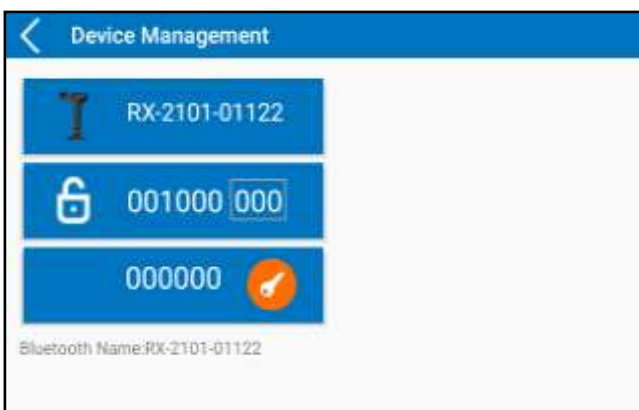 Device Management
RX-2101-01122
001000 000
000000
Bluetooth Name:RX-2101-01122